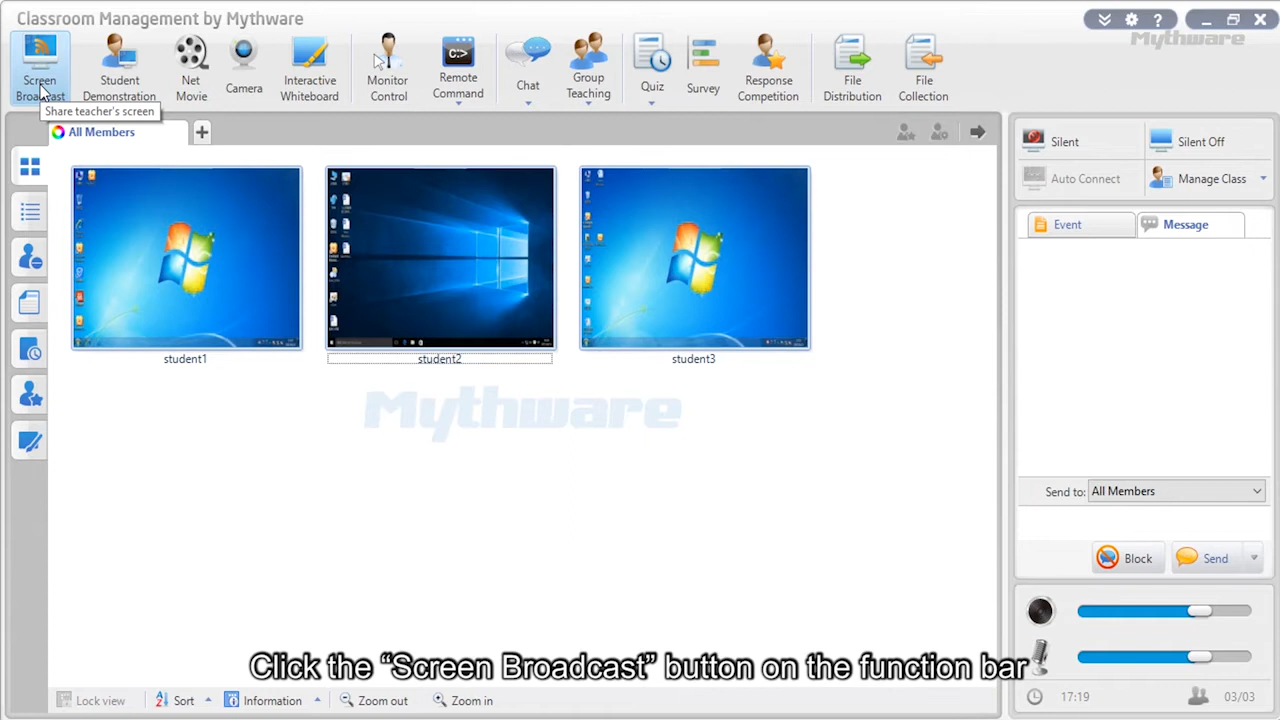 Classroom Management by Mythware
Mythware
Screen Broadcast
Student Demonstration
Net Movie
Camera
Interactive Whiteboard
Monitor Control
Remote Command
Chat
Group Teaching
Quiz
Survey
Response Competition
File Distribution
File Collection
Share teacher's screen
All Members
Silent
Silent Off
Auto Connect
Manage Class
Event
Message
student1
student2
student3
Mythware
Send to: All Members
Block
Send
Click the “Screen Broadcast” button on the function bar
Lock view
Sort
Information
Zoom out
Zoom in
17:19
03/03